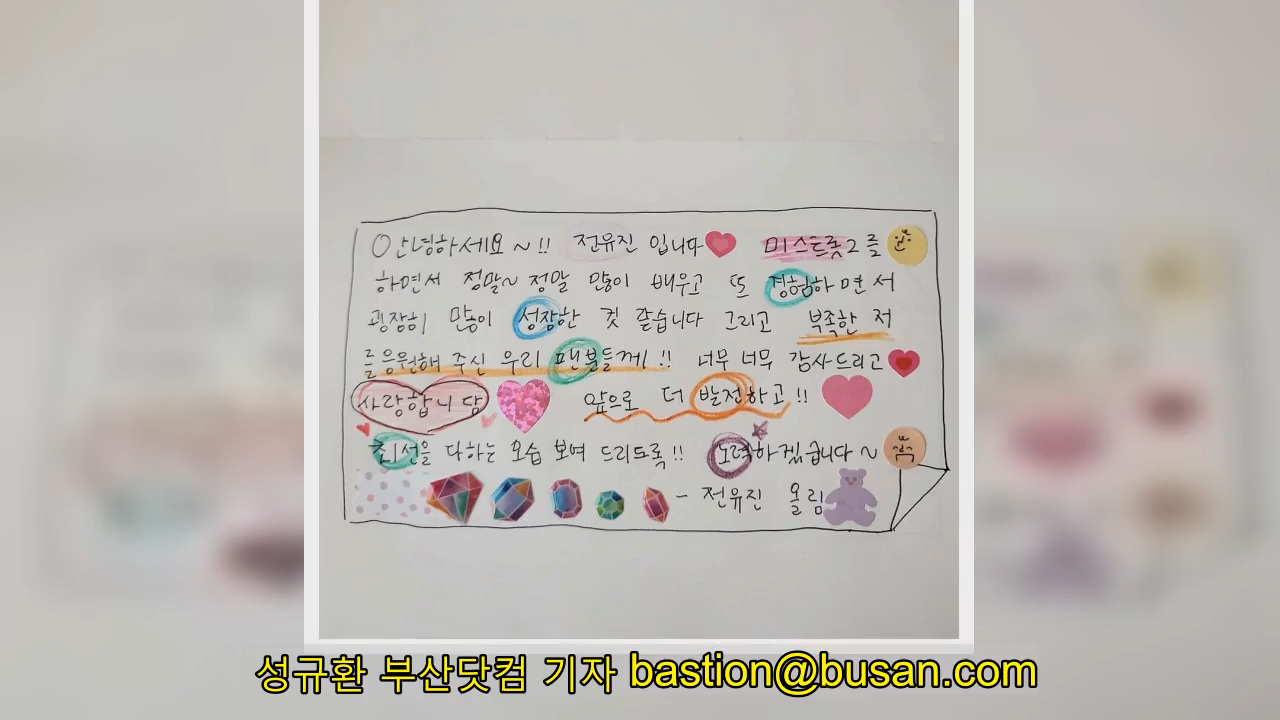 안녕하세요~!! 전유진 입니다 미스트롯2를
하면서 정말~ 정말 많이 배우고 또 경험하면서
굉장히 많이 성장한 것 같습니다 그리고 부족한 저
를 응원해 주신 우리 팬분들께!! 너무 너무 감사드리고
사랑합니담 앞으로 더 발전하고!!
최선을 다하는 모습 보여 드리도록!! 노력하겠습니다~
- 전유진 올림
성규환 부산닷컴 기자 bastion@busan.com